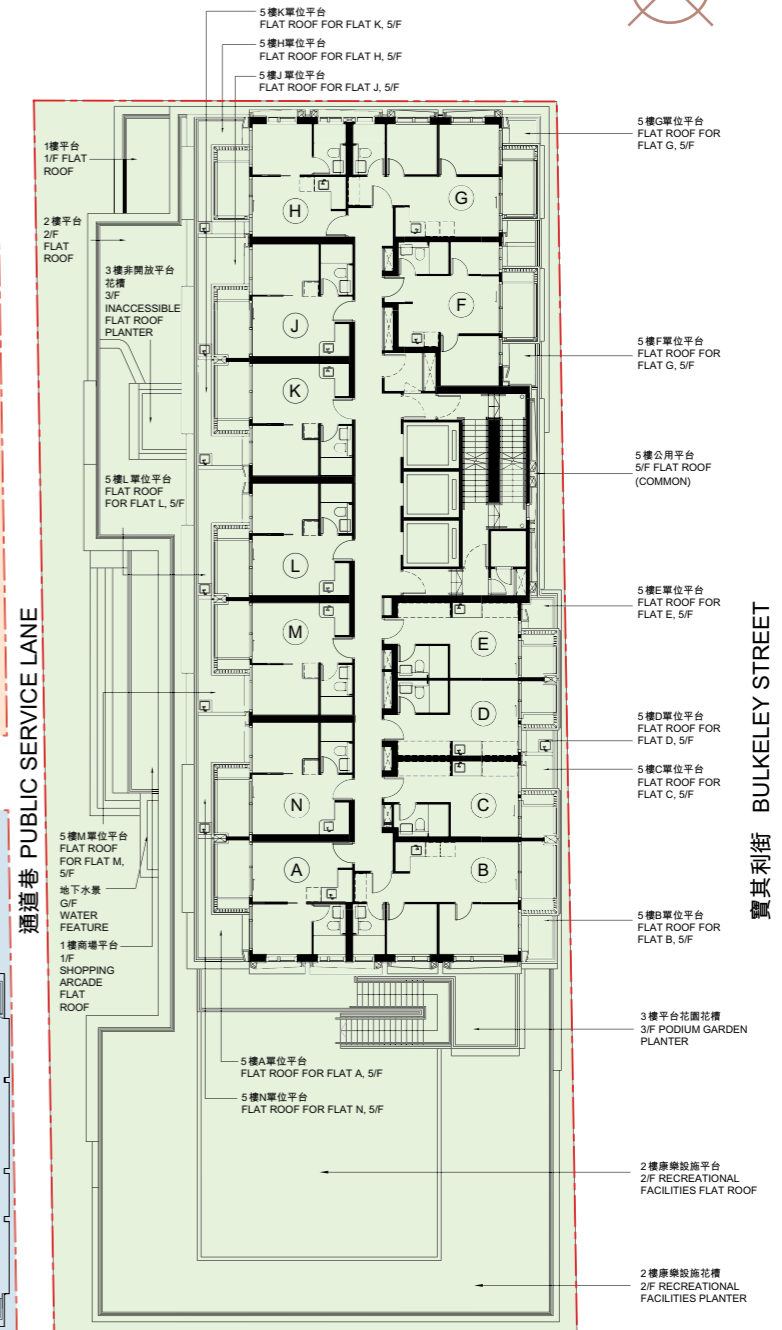 5樓K單位平台
FLAT ROOF FOR FLAT K, 5/F
5樓H單位平台
FLAT ROOF FOR FLAT H, 5/F
5樓J單位平台
FLAT ROOF FOR FLAT J, 5/F
5樓G單位平台
FLAT ROOF FOR
FLAT G, 5/F
1樓平台
1/F FLAT
ROOF
2樓平台
2/F
FLAT
ROOF
3樓非開放平台
花槽
3/F
INACCESSIBLE
FLAT ROOF
PLANTER
H
G
J
F
K
5樓F單位平台
FLAT ROOF FOR
FLAT G, 5/F
5樓公用平台
5/F FLAT ROOF
(COMMON)
5樓L單位平台
FLAT ROOF
FOR FLAT L, 5/F
L
M
E
5樓E單位平台
FLAT ROOF FOR
FLAT E, 5/F
D
5樓D單位平台
FLAT ROOF FOR
FLAT D, 5/F
N
C
5樓C單位平台
FLAT ROOF FOR
FLAT C, 5/F
通道巷 PUBLIC SERVICE LANE
寶其利街 BULKELEY STREET
5樓M單位平台
FLAT ROOF
FOR FLAT M,
5/F
地下水景
G/F
WATER
FEATURE
1樓商場平台
1/F
SHOPPING
ARCADE
FLAT
ROOF
A
B
5樓B單位平台
FLAT ROOF FOR
FLAT B, 5/F
3樓平台花園花槽
3/F PODIUM GARDEN
PLANTER
5樓A單位平台
FLAT ROOF FOR FLAT A, 5/F
5樓N單位平台
FLAT ROOF FOR FLAT N, 5/F
2樓康樂設施平台
2/F RECREATIONAL
FACILITIES FLAT ROOF
2樓康樂設施花槽
2/F RECREATIONAL
FACILITIES PLANTER